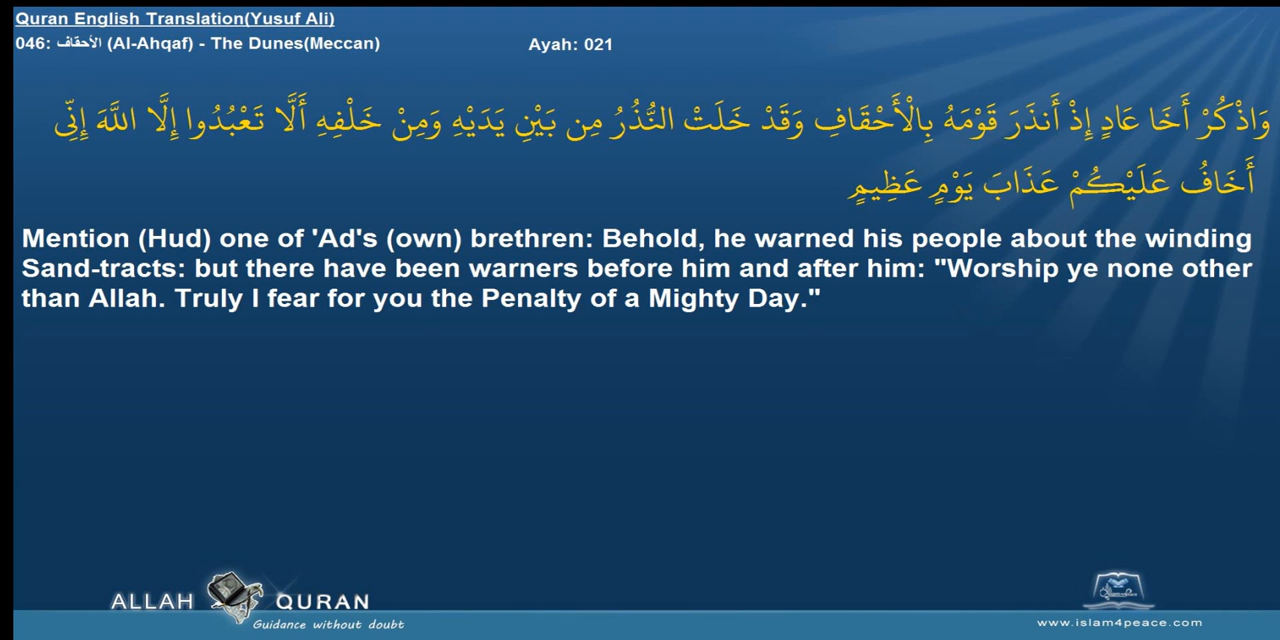 Quran English Translation(Yusuf Ali)
046: الأحقاف (Al-Ahqaf) - The Dunes(Meccan) Ayah: 021
وَاذْكُرْ أَخَا عَادٍ إِذْ أَنذَرَ قَوْمَهُ بِالْأَحْقَافِ وَقَدْ خَلَتْ النُّذُرُ مِن بَيْنِ يَدَيْهِ وَمِنْ خَلْفِهِ أَلَّا تَعْبُدُوا إِلَّا اللَّهَ إِنِّي
أَخَافُ عَلَيْكُمْ عَذَابَ يَوْمٍ عَظِيمٍ
Mention (Hud) one of 'Ad's (own) brethren: Behold, he warned his people about the winding
Sand-tracts: but there have been warners before him and after him: "Worship ye none other
than Allah. Truly I fear for you the Penalty of a Mighty Day."
ALLAH QURAN
Guidance without doubt
www.islam4peace.com